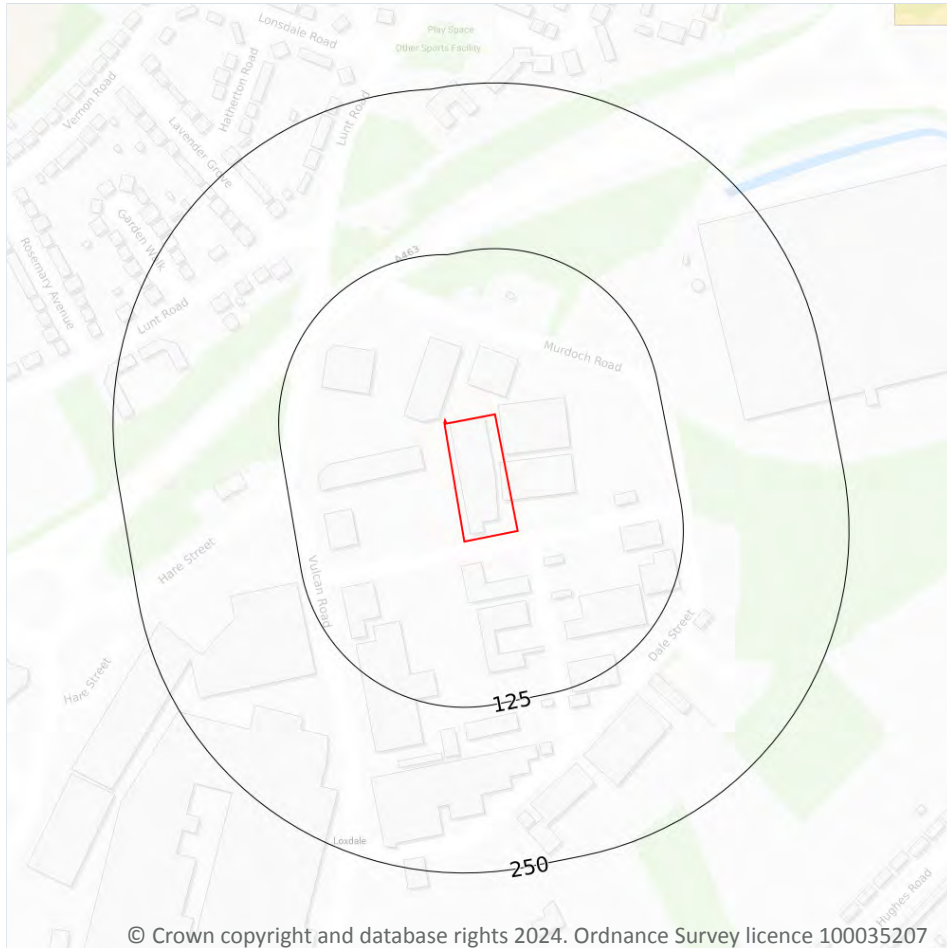 Lonsdale Road
Play Space
Other Sports Facility
Vernon Road
Hatherton Road
Lunt Road
Lavender Grove
Garden Walk
Rosemary Avenue
A463
Lunt Road
Murdoch Road
Hare Street
Vulcan Road
Dale Street
Hare Street
125
Loxdale
250
Hughes Road
© Crown copyright and database rights 2024. Ordnance Survey licence 100035207